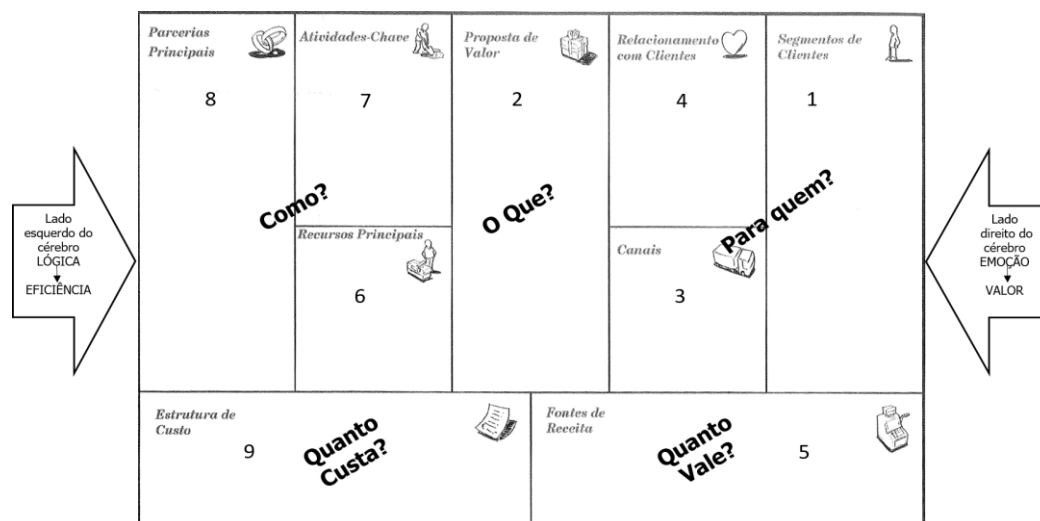 Parcerias
Principais
8
Atividades-Chave
7
Proposta de
Valor
2
Relacionamento
com Clientes
4
Segmentos de
Clientes
1
Como?
O Que?
Para quem?
Lado
esquerdo do
cérebro
LÓGICA
EFICIÊNCIA
Recursos Principais
6
Canais
3
Lado
direito do
cérebro
EMOÇÃO
VALOR
Estrutura de
Custo
9
Quanto
Custa?
Fontes de
Receita
Quanto
Vale?
5